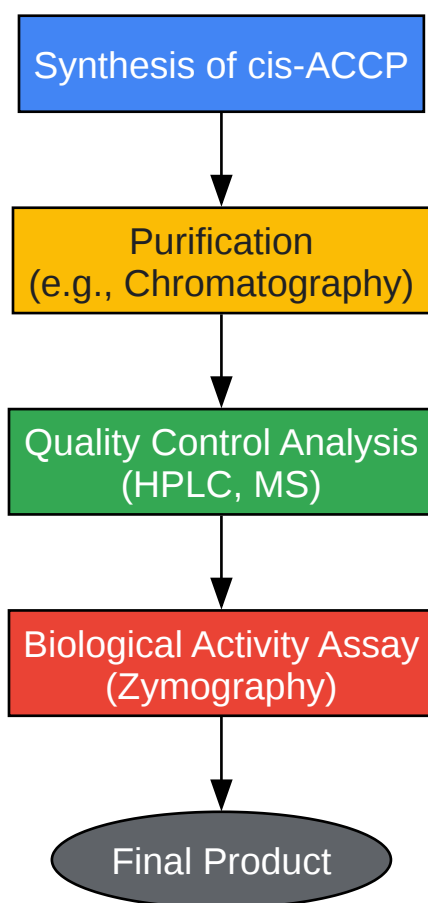 Synthesis of cis-ACCP
Purification
(e.g., Chromatography)
Quality Control Analysis
(HPLC, MS)
Biological Activity Assay
(Zymography)
Final Product